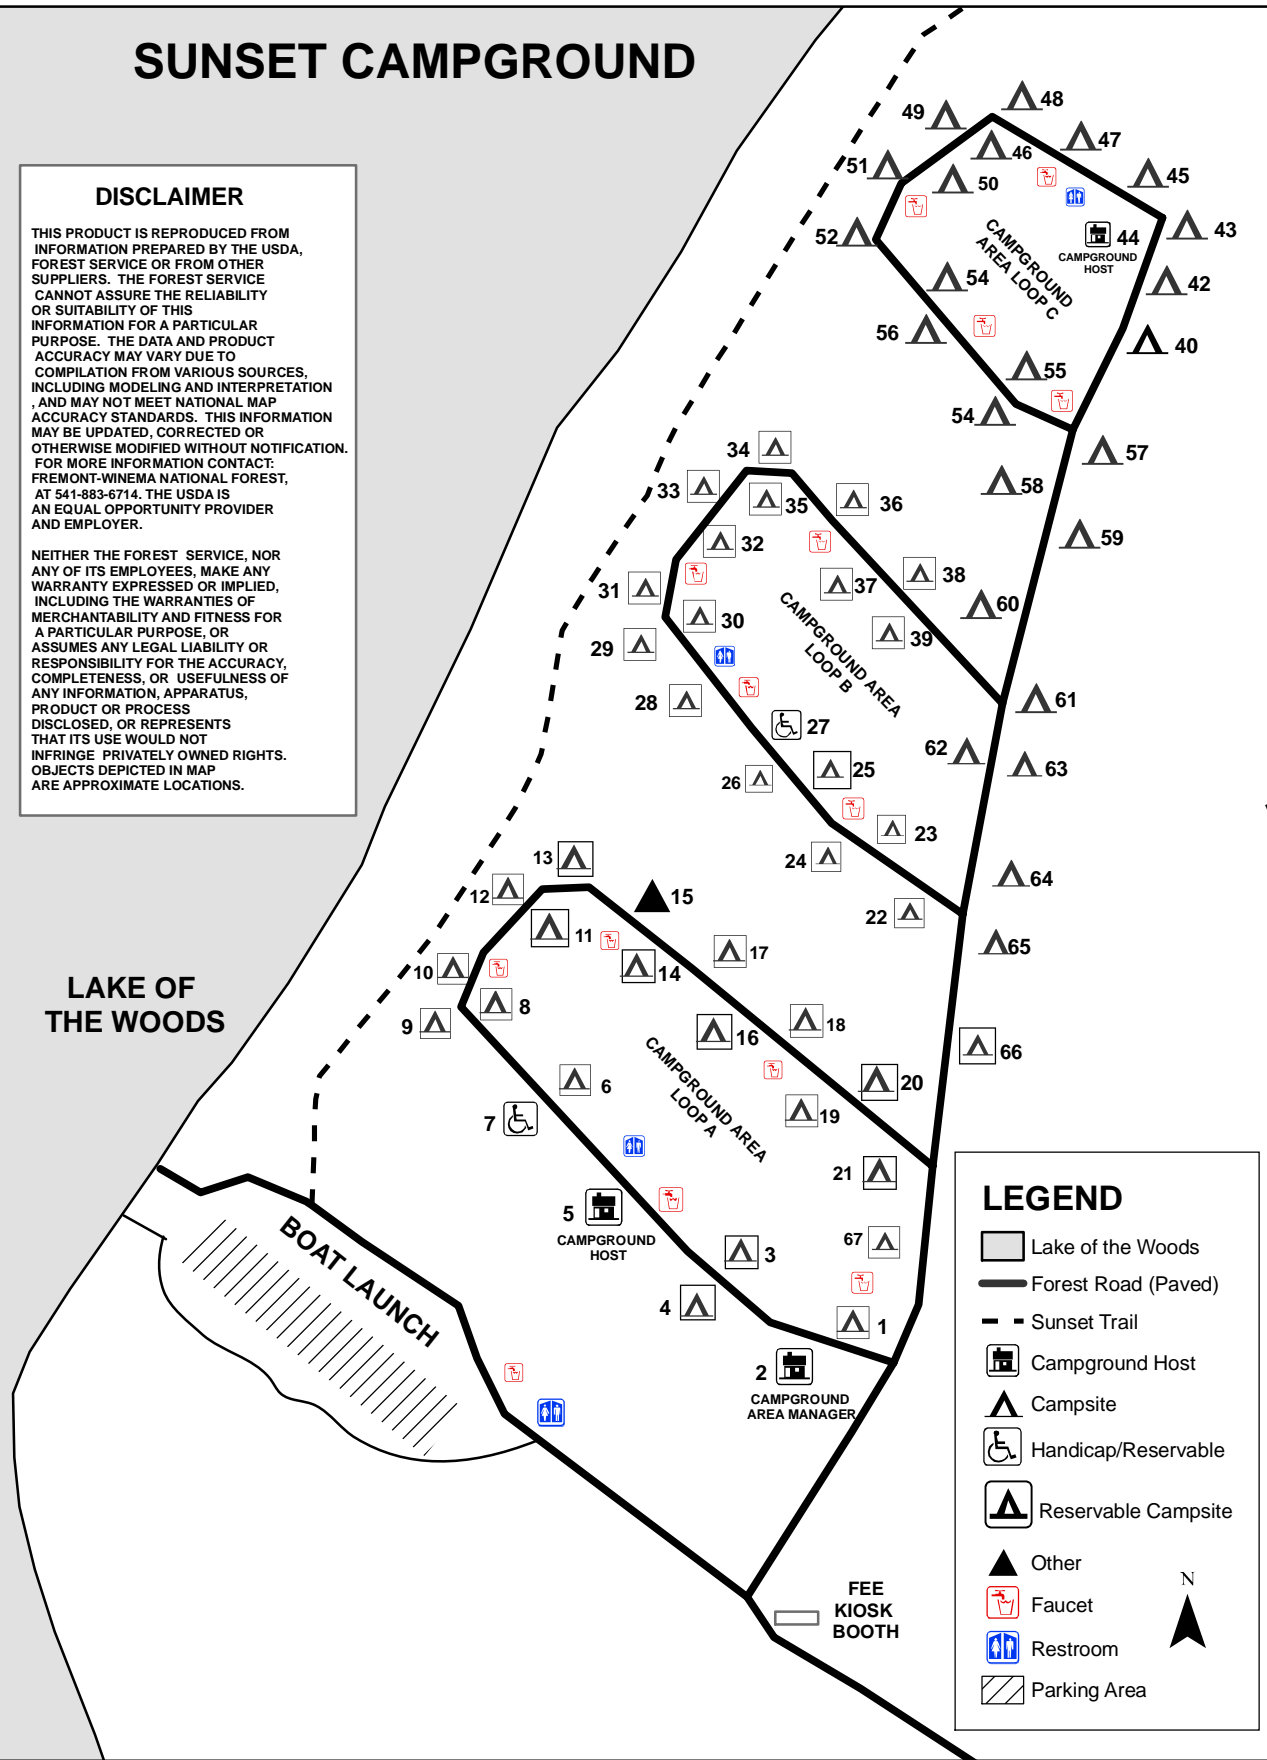 SUNSET CAMPGROUND
DISCLAIMER
THIS PRODUCT IS REPRODUCED FROM
INFORMATION PREPARED BY THE USDA,
FOREST SERVICE OR FROM OTHER
SUPPLIERS. THE FOREST SERVICE
CANNOT ASSURE THE RELIABILITY
OR SUITABILITY OF THIS
INFORMATION FOR A PARTICULAR
PURPOSE. THE DATA AND PRODUCT
ACCURACY MAY VARY DUE TO
COMPILATION FROM VARIOUS SOURCES,
INCLUDING MODELING AND INTERPRETATION
, AND MAY NOT MEET NATIONAL MAP
ACCURACY STANDARDS. THIS INFORMATION
MAY BE UPDATED, CORRECTED OR
OTHERWISE MODIFIED WITHOUT NOTIFICATION.
FOR MORE INFORMATION CONTACT:
FREMONT-WINEMA NATIONAL FOREST,
AT 541-883-6714. THE USDA IS
AN EQUAL OPPORTUNITY PROVIDER
AND EMPLOYER.
NEITHER THE FOREST SERVICE, NOR
ANY OF ITS EMPLOYEES, MAKE ANY
WARRANTY EXPRESSED OR IMPLIED,
INCLUDING THE WARRANTIES OF
MERCHANTABILITY AND FITNESS FOR
A PARTICULAR PURPOSE, OR
ASSUMES ANY LEGAL LIABILITY OR
RESPONSIBILITY FOR THE ACCURACY,
COMPLETENESS, OR USEFULNESS OF
ANY INFORMATION, APPARATUS,
PRODUCT OR PROCESS
DISCLOSED, OR REPRESENTS
THAT ITS USE WOULD NOT
INFRINGE PRIVATELY OWNED RIGHTS.
OBJECTS DEPICTED IN MAP
ARE APPROXIMATE LOCATIONS.
48
49
47
46
51
45
50
52
43
44
CAMPGROUND
HOST
CAMPGROUND
AREA LOOP C
54
42
56
40
55
54
57
34
58
33
35
36
59
32
38
31
37
60
30
39
29
CAMPGROUND AREA
LOOP B
28
61
27
62
63
25
26
23
24
13
64
12
15
22
11
65
17
14
10
LAKE OF
THE WOODS
8
9
18
16
66
CAMPGROUND AREA
LOOP A
6
20
7
19
21
5
CAMPGROUND
HOST
67
3
4
1
BOAT LAUNCH
2
CAMPGROUND
AREA MANAGER
FEE
KIOSK
BOOTH
LEGEND
Lake of the Woods
Forest Road (Paved)
Sunset Trail
Campground Host
Campsite
Handicap/Reservable
Reservable Campsite
Other
Faucet
Restroom
Parking Area
N